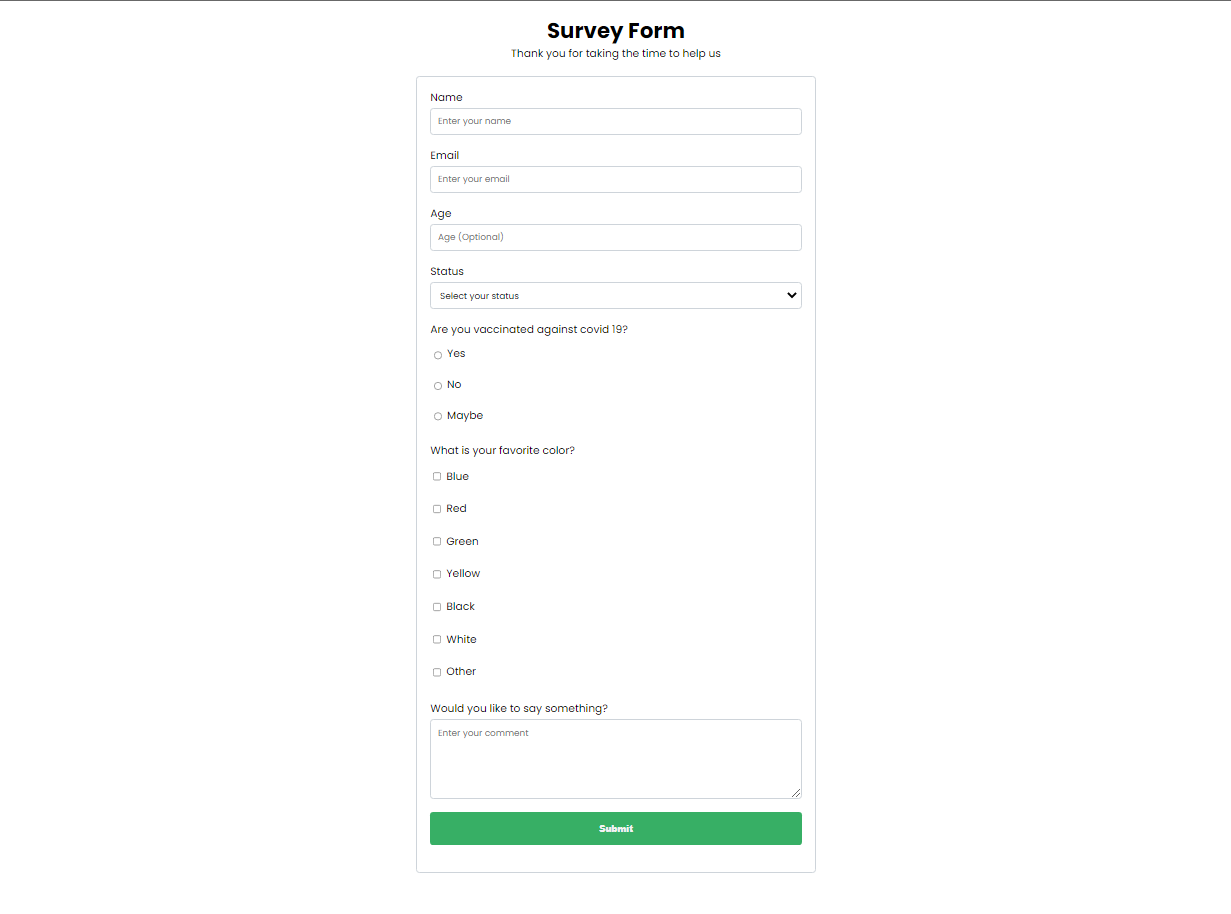 Survey Form
Thank you for taking the time to help us
Name
Enter your name
Email
Enter your email
Age
Age (Optional)
Status
Select your status
Are you vaccinated against covid 19?
Yes
No
Maybe
What is your favorite color?
Blue
Red
Green
Yellow
Black
White
Other
Would you like to say something?
Enter your comment
Submit